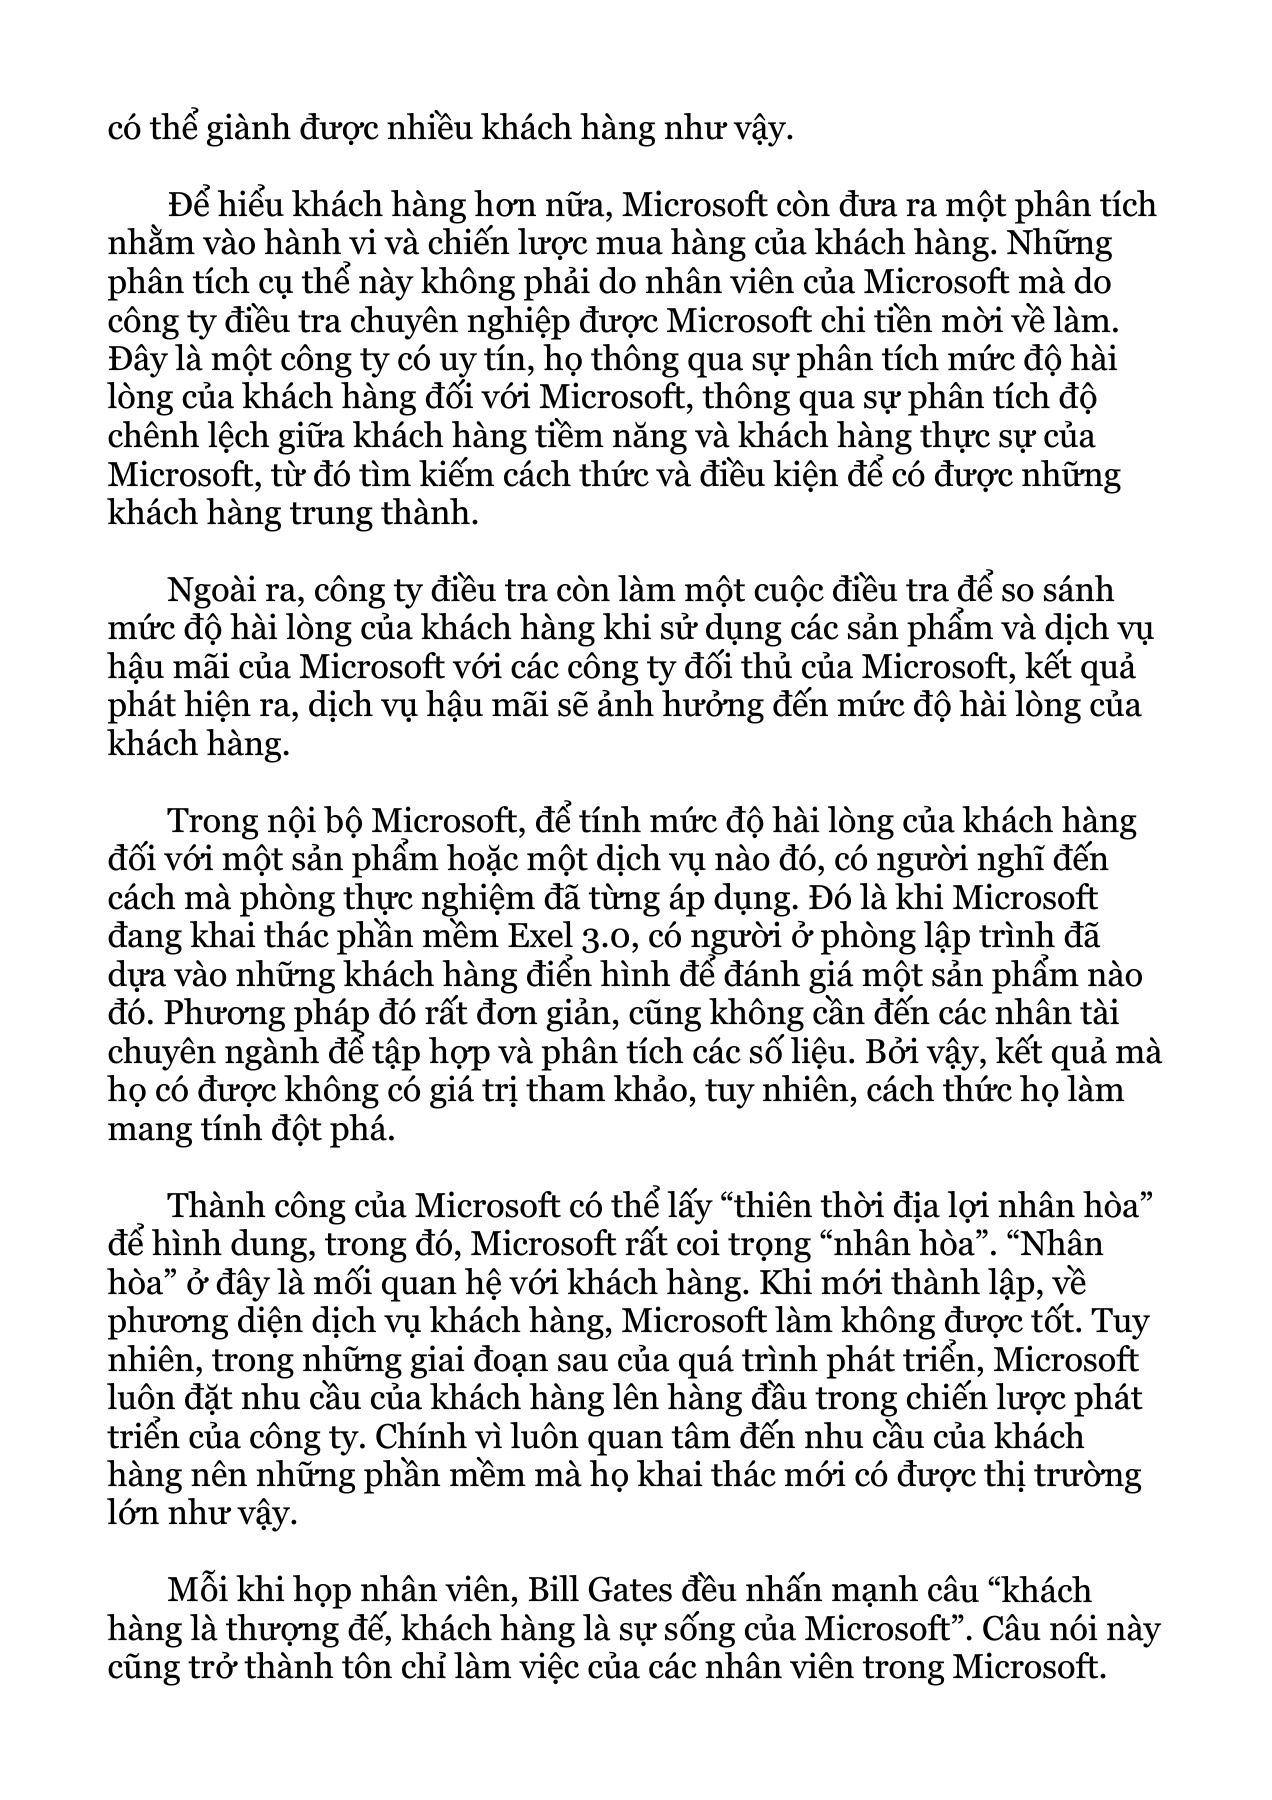 có thể giành được nhiều khách hàng như vậy.
Để hiểu khách hàng hơn nữa, Microsoft còn đưa ra một phân tích
nhằm vào hành vi và chiến lược mua hàng của khách hàng. Những
phân tích cụ thể này không phải do nhân viên của Microsoft mà do
công ty điều tra chuyên nghiệp được Microsoft chi tiền mời về làm.
Đây là một công ty có uy tín, họ thông qua sự phân tích mức độ hài
lòng của khách hàng đối với Microsoft, thông qua sự phân tích độ
chênh lệch giữa khách hàng tiềm năng và khách hàng thực sự của
Microsoft, từ đó tìm kiếm cách thức và điều kiện để có được những
khách hàng trung thành.
Ngoài ra, công ty điều tra còn làm một cuộc điều tra để so sánh
mức độ hài lòng của khách hàng khi sử dụng các sản phẩm và dịch vụ
hậu mãi của Microsoft với các công ty đối thủ của Microsoft, kết quả
phát hiện ra, dịch vụ hậu mãi sẽ ảnh hưởng đến mức độ hài lòng của
khách hàng.
Trong nội bộ Microsoft, để tính mức độ hài lòng của khách hàng
đối với một sản phẩm hoặc một dịch vụ nào đó, có người nghĩ đến
cách mà phòng thực nghiệm đã từng áp dụng. Đó là khi Microsoft
đang khai thác phần mềm Exel 3.0, có người ở phòng lập trình đã
dựa vào những khách hàng điển hình để đánh giá một sản phẩm nào
đó. Phương pháp đó rất đơn giản, cũng không cần đến các nhân tài
chuyên ngành để tập hợp và phân tích các số liệu. Bởi vậy, kết quả mà
họ có được không có giá trị tham khảo, tuy nhiên, cách thức họ làm
mang tính đột phá.
Thành công của Microsoft có thể lấy “thiên thời địa lợi nhân hòa”
để hình dung, trong đó, Microsoft rất coi trọng “nhân hòa”. “Nhân
hòa” ở đây là mối quan hệ với khách hàng. Khi mới thành lập, về
phương diện dịch vụ khách hàng, Microsoft làm không được tốt. Tuy
nhiên, trong những giai đoạn sau của quá trình phát triển, Microsoft
luôn đặt nhu cầu của khách hàng lên hàng đầu trong chiến lược phát
triển của công ty. Chính vì luôn quan tâm đến nhu cầu của khách
hàng nên những phần mềm mà họ khai thác mới có được thị trường
lớn như vậy.
Mỗi khi họp nhân viên, Bill Gates đều nhấn mạnh câu “khách
hàng là thượng đế, khách hàng là sự sống của Microsoft”. Câu nói này
cũng trở thành tôn chỉ làm việc của các nhân viên trong Microsoft.